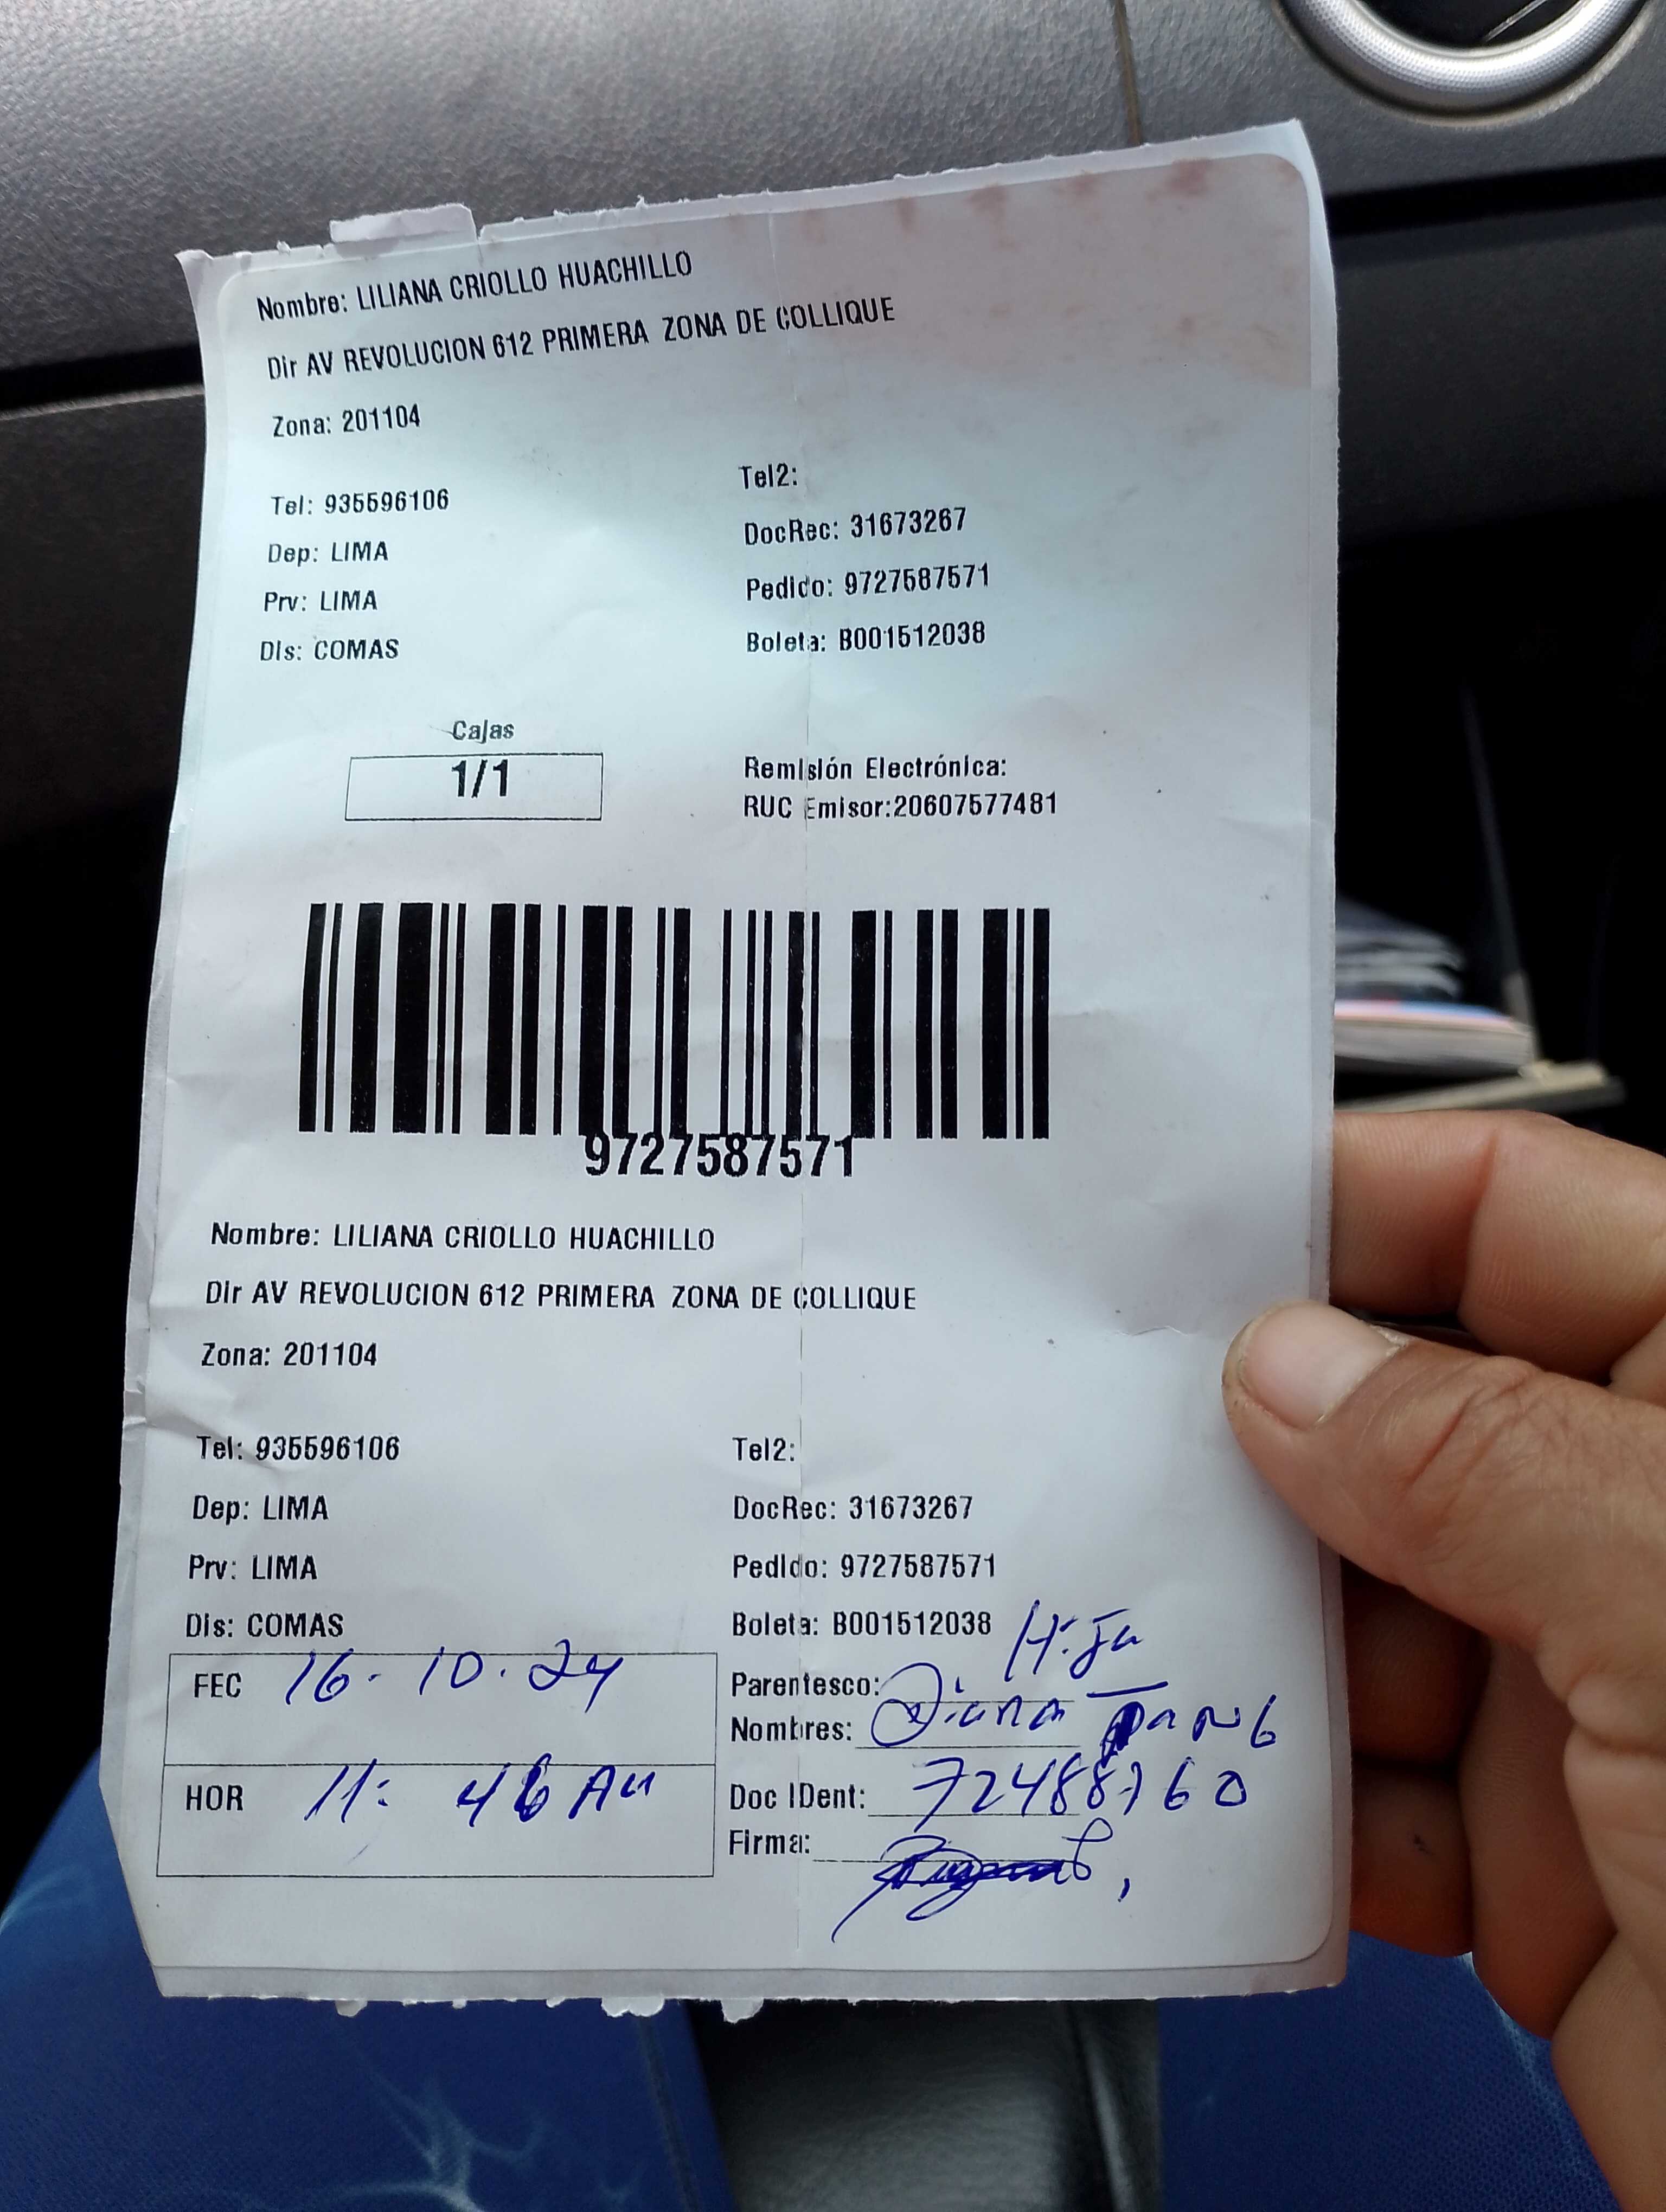 Nombre: LILIANA CRIOLLO HUACHILLO
Dir AV REVOLUCION 612 PRIMERA ZONA DE COLLIQUE
Zona: 201104
Tel: 935596106
Dep: LIMA
Prv: LIMA
Dis: COMAS
Tel2:
DocRec: 31673267
Pedido: 9727587571
Boleta: B001512038
Cajas
1/1
Remisión Electrónica:
RUC Emisor:20607577481
9727587571
Nombre: LILIANA CRIOLLO HUACHILLO
Dir AV REVOLUCION 612 PRIMERA ZONA DE COLLIQUE
Zona: 201104
Tel: 935596106
Dep: LIMA
Prv: LIMA
Dis: COMAS
Tel2:
DocRec: 31673267
Pedido: 9727587571
Boleta: B001512038
FEC 16.10.24
HOR 11:46 AM
Parentesco: Hija
Nombres: Diana
Doc IDent:
Firma: